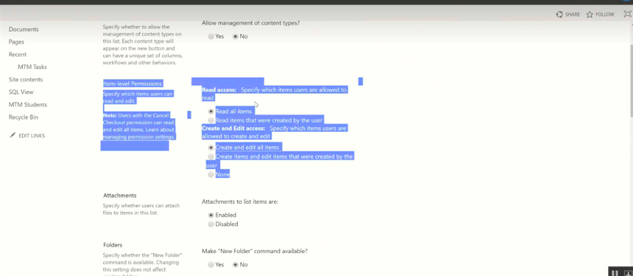 SHARE
FOLLOW
Documents
Pages
Recent
MTM Tasks
Site contents
SQL View
MTM Students
Recycle Bin
EDIT LINKS
Specify whether to allow the
management of content types on
this list. Each content type will
appear on the new button and
can have a unique set of columns,
workflows and other behaviors.
Allow management of content types?
Yes
No
Item-level Permissions
Specify which items users can
read and edit.
Note: Users with the Cancel
Checkout permission can read
and edit all items. Learn about
managing permission settings.
Read access: Specify which items users are allowed to
read
Read all items
Read items that were created by the user
Create and Edit access: Specify which items users are
allowed to create and edit
Create and edit all items
Create items and edit items that were created by the
user
None
Attachments
Specify whether users can attach
files to items in this list.
Attachments to list items are:
Enabled
Disabled
Folders
Specify whether the "New Folder"
command is available. Changing
this setting does not affect
Make "New Folder" command available?
Yes
No